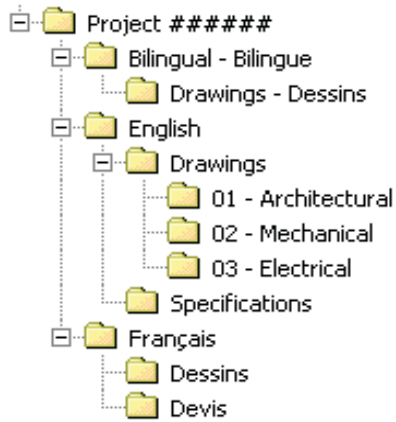 Project ######
Bilingual - Bilingue
Drawings - Dessins
English
Drawings
01 - Architectural
02 - Mechanical
03 - Electrical
Specifications
Français
Dessins
Devis